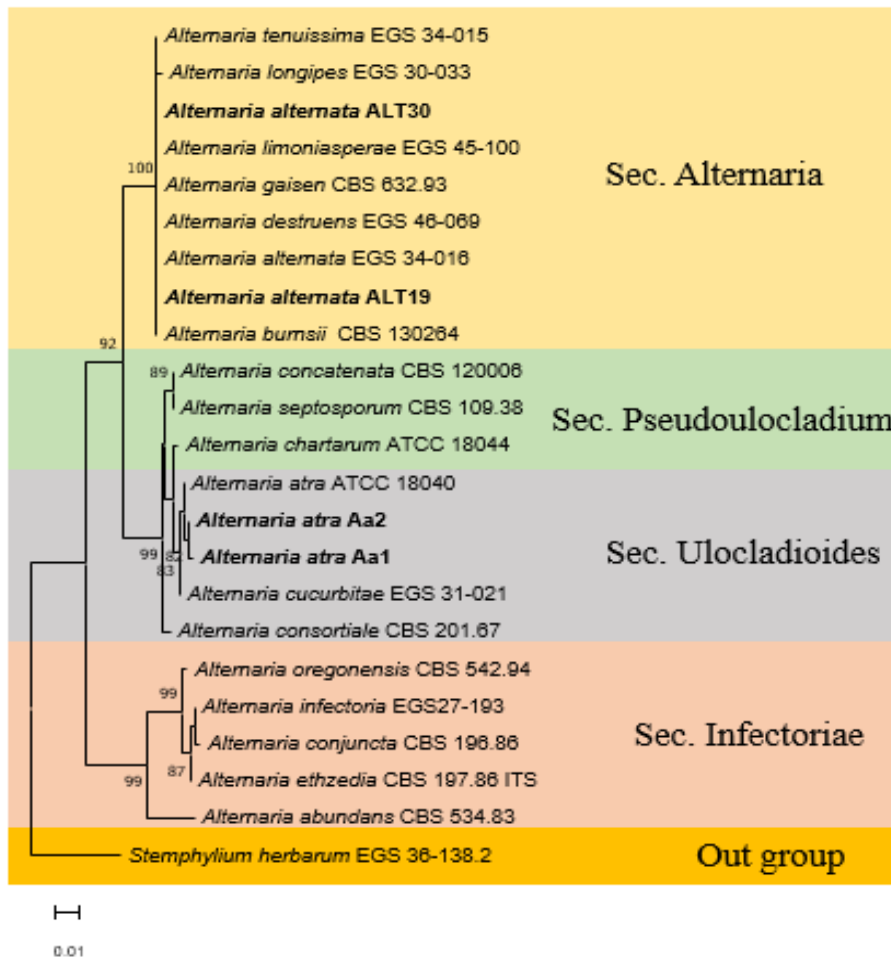 Alternaria tenuissima EGS 34-015
Alternaria longipes EGS 30-033
Alternaria alternata ALT30
Alternaria limoniasperae EGS 45-100
100
Alternaria gaisen CBS 632.93
Sec. Alternaria
Alternaria destruens EGS 46-069
Alternaria alternata EGS 34-016
Alternaria alternata ALT19
Alternaria burnsii CBS 130264
92
89
Alternaria concatenata CBS 120006
Alternaria septosporum CBS 109.38
Sec. Pseudoulocladium
Alternaria chartarum ATCC 18044
Alternaria atra ATCC 18040
Alternaria atra Aa2
99
82
Alternaria atra Aa1
Sec. Ulocladioides
83
Alternaria cucurbitae EGS 31-021
Alternaria consortiale CBS 201.67
Alternaria oregonensis CBS 542.94
99
Alternaria infectoria EGS27-193
Sec. Infectoriae
Alternaria conjuncta CBS 196.86
87
99
Alternaria ethzedia CBS 197.86 ITS
Alternaria abundans CBS 534.83
Stemphylium herbarum EGS 36-138.2
Out group
0.01